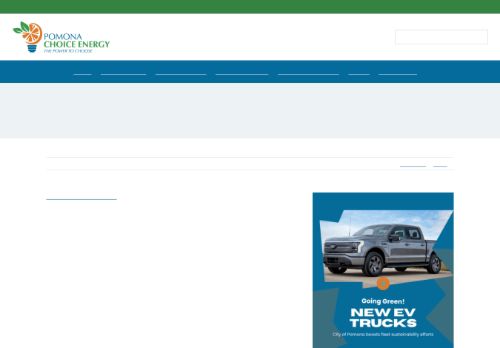 POMONA
CHOICE ENERGY
THE POWER TO CHOOSE
Going Green!
NEW EV
TRUCKS
City of Pomona boosts fleet sustainability efforts